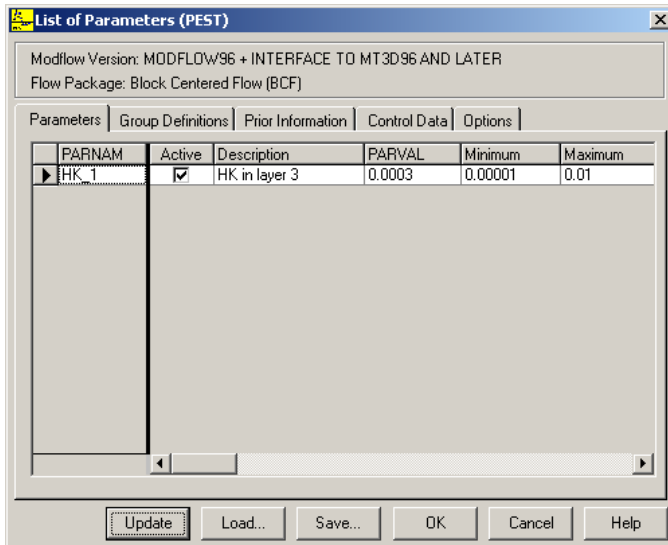 List of Parameters (PEST)
Modflow Version: MODFLOW96 + INTERFACE TO MT3D96 AND LATER
Flow Package: Block Centered Flow (BCF)
Parameters Group Definitions Prior Information Control Data Options
PARNAM Active Description PARVAL Minimum Maximum
HK_1 HK in layer 3 0.0003 0.00001 0.01
Update Load... Save... OK Cancel Help